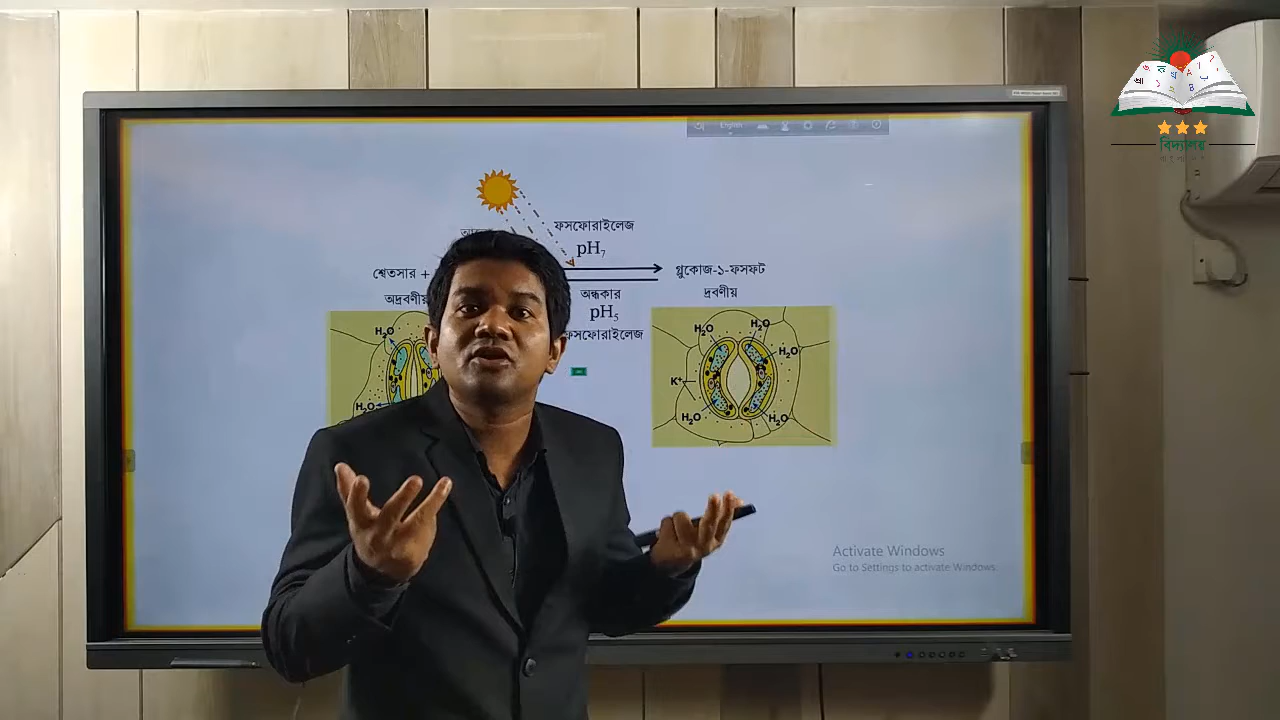 English
ফসফোরাইলেজ
pH₇
শ্বেতসার +
গ্লুকোজ-১-ফসফট
অদ্রবণীয়
অন্ধকার
দ্রবণীয়
pH₅
ফসফোরাইলেজ
H₂O
H₂O
H₂O
H₂O
H₂O
K⁺
H₂O
H₂O
Activate Windows
Go to Settings to activate Windows.
বিদ্যালয়